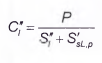 C″_I = P / (S″_I + S′_{SL,p})